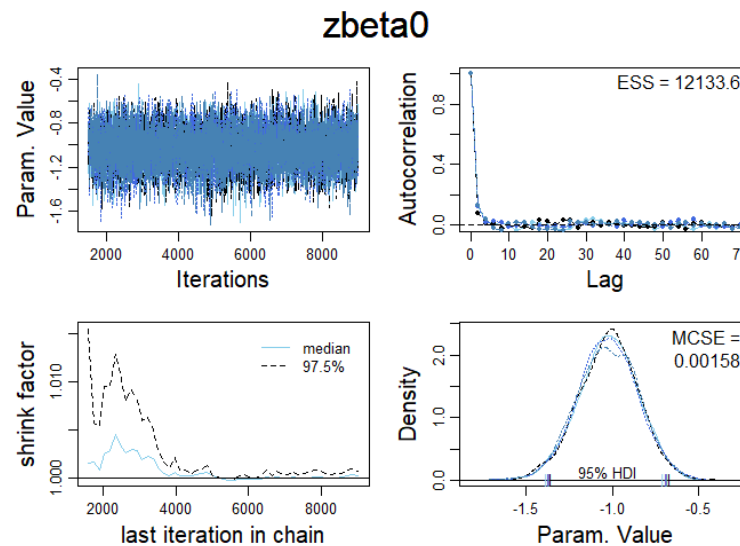 zbeta0
Param. Value
-0.4
-0.8
-1.2
-1.6
2000 4000 6000 8000
Iterations
Autocorrelation
0.8
0.4
0.0
ESS = 12133.6
0 10 20 30 40 50 60 7
Lag
shrink factor
1.010
1.000
median
97.5%
2000 4000 6000 8000
last iteration in chain
Density
2.0
1.0
0.0
MCSE =
0.00158
95% HDI
-1.5 -1.0 -0.5
Param. Value